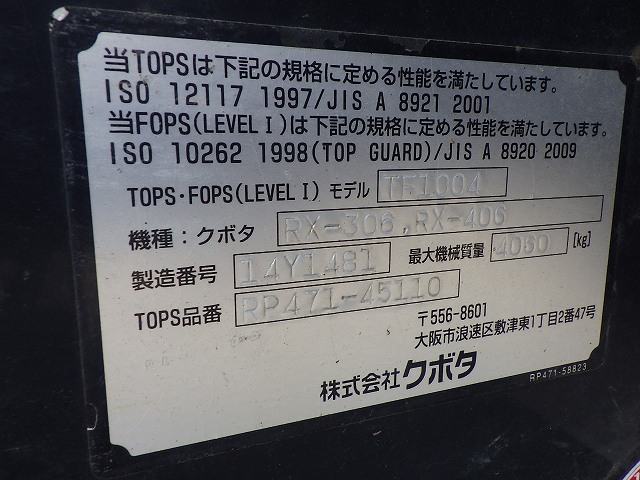 当TOPSは下記の規格に定める性能を満たしています。
ISO 12117 1997/JIS A 8921 2001
当FOPS(LEVEL I)は下記の規格に定める性能を満たしています。
ISO 10262 1998(TOP GUARD)/JIS A 8920 2009
TOPS・FOPS(LEVEL I) モデル TF1004
機種：クボタ RX-306,RX-406
製造番号 14Y1481 最大機械質量 4060 [kg]
TOPS品番 RP471-45110
〒556-8601
大阪市浪速区敷津東1丁目2番47号
株式会社クボタ
RP471-58823